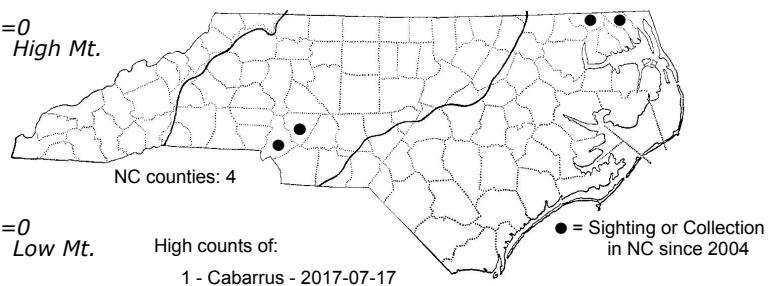 =0
High Mt.
NC counties: 4
=0
Low Mt.
High counts of:
1 - Cabarrus - 2017-07-17
● = Sighting or Collection
in NC since 2004